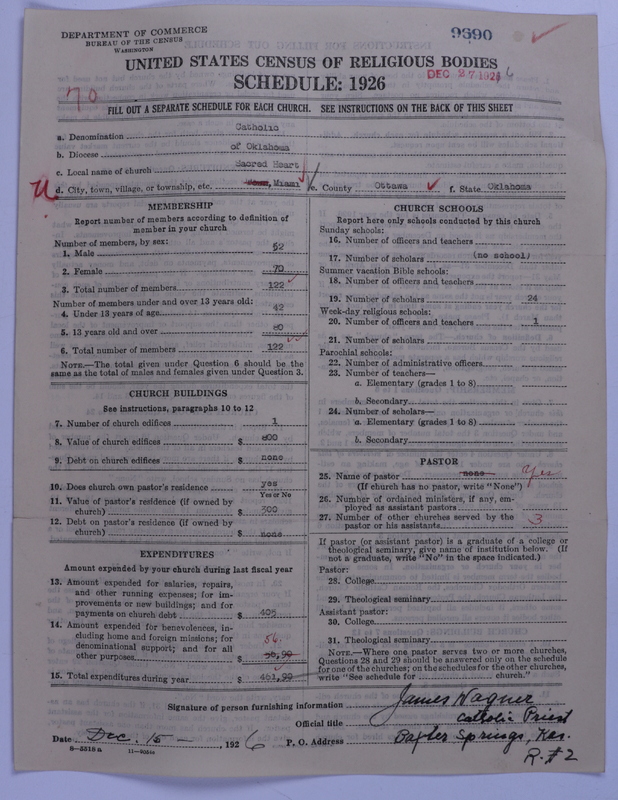 DEPARTMENT OF COMMERCE
BUREAU OF THE CENSUS
WASHINGTON
9390
UNITED STATES CENSUS OF RELIGIOUS BODIES
DEC 27 1926
SCHEDULE: 1926
70
FILL OUT A SEPARATE SCHEDULE FOR EACH CHURCH. SEE INSTRUCTIONS ON THE BACK OF THIS SHEET
a. Denomination Catholic
b. Diocese of Oklahoma
c. Local name of church Sacred Heart
d. City, town, village, or township, etc. Miami e. County Ottawa f. State Oklahoma
MEMBERSHIP
Report number of members according to definition of
member in your church
Number of members, by sex:
1. Male 52
2. Female 70
3. Total number of members 122
Number of members under and over 13 years old:
4. Under 13 years of age 42
5. 13 years old and over 80
6. Total number of members 122
NOTE.—The total given under Question 6 should be
the same as the total of males and females given under Question 3.
CHURCH BUILDINGS
See instructions, paragraphs 10 to 12
7. Number of church edifices 1
8. Value of church edifices $ 800
9. Debt on church edifices $ none
10. Does church own pastor's residence yes
Yes or No
11. Value of pastor's residence (if owned by
church) $ 300
12. Debt on pastor's residence (if owned by
church) $ none
EXPENDITURES
Amount expended by your church during last fiscal year
13. Amount expended for salaries, repairs,
and other running expenses; for im-
provements or new buildings; and for
payments on church debt $ 405
14. Amount expended for benevolences, in-
cluding home and foreign missions; for
denominational support; and for all
other purposes $ 56,99
86.
15. Total expenditures during year $ 461,99
CHURCH SCHOOLS
Report here only schools conducted by this church
Sunday schools:
16. Number of officers and teachers
17. Number of scholars (no school)
Summer vacation Bible schools:
18. Number of officers and teachers
19. Number of scholars 24
Week-day religious schools:
20. Number of officers and teachers 1
21. Number of scholars
Parochial schools:
22. Number of administrative officers
23. Number of teachers—
a. Elementary (grades 1 to 8)
b. Secondary
24. Number of scholars—
a. Elementary (grades 1 to 8)
b. Secondary
PASTOR
25. Name of pastor none Yes
(If church has no pastor, write "None")
26. Number of ordained ministers, if any, em-
ployed as assistant pastors
27. Number of other churches served by the
pastor or his assistants 3
If pastor (or assistant pastor) is a graduate of a college or
theological seminary, give name of institution below. (If
not a graduate, write "No" in the space indicated.)
Pastor:
28. College
29. Theological seminary
Assistant pastor:
30. College
31. Theological seminary
NOTE.—Where one pastor serves two or more churches,
Questions 28 and 29 should be answered only on the schedule
for one of the churches; on the schedules for the other churches,
write "See schedule for church."
Signature of person furnishing information James Wagner
Official title Catholic Priest
Date Dec. 15 —, 1926 P. O. Address Baxter Springs, Kas.
R. #2
8—5518a 11—90544